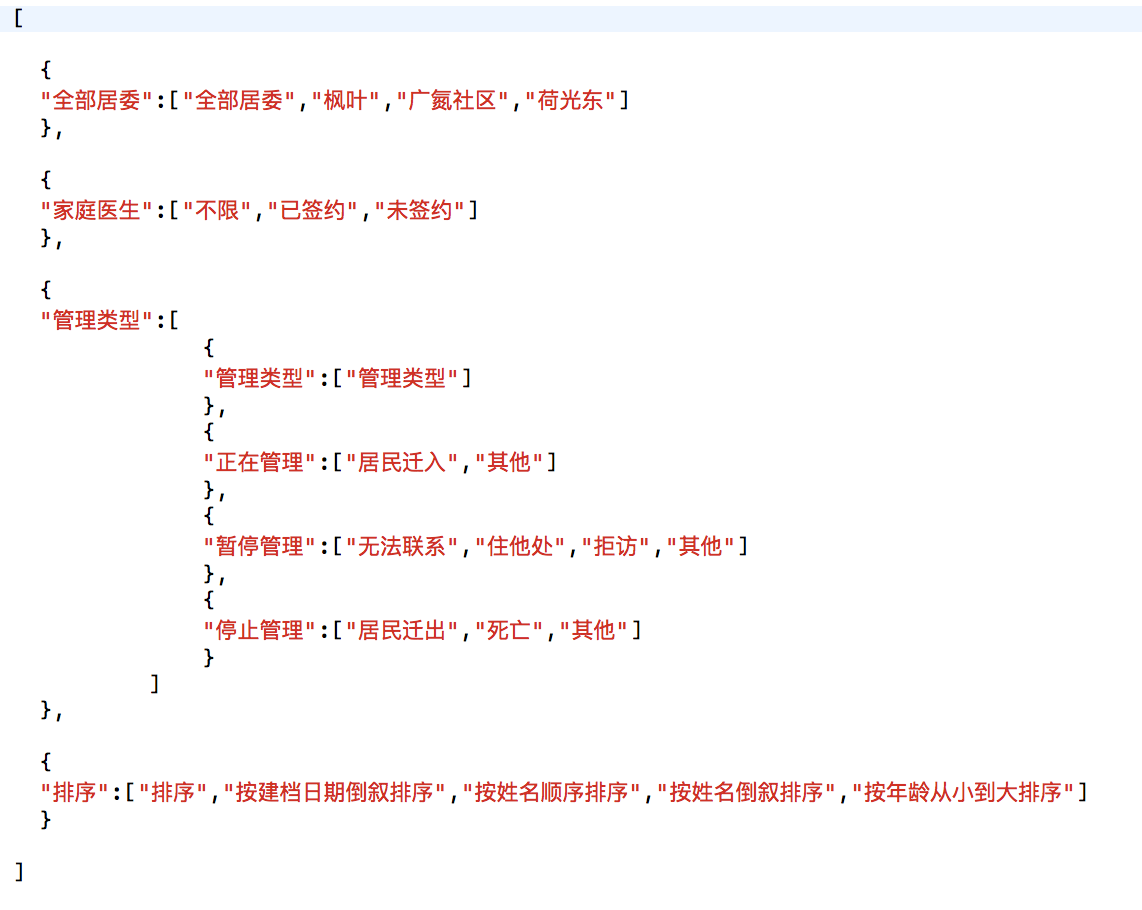 [
{
"全部居委":["全部居委","枫叶","广氮社区","荷光东"]
},
{
"家庭医生":["不限","已签约","未签约"]
},
{
"管理类型":[
{
"管理类型":["管理类型"]
},
{
"正在管理":["居民迁入","其他"]
},
{
"暂停管理":["无法联系","住他处","拒访","其他"]
},
{
"停止管理":["居民迁出","死亡","其他"]
}
]
},
{
"排序":["排序","按建档日期倒叙排序","按姓名顺序排序","按姓名倒叙排序","按年龄从小到大排序"]
}
]